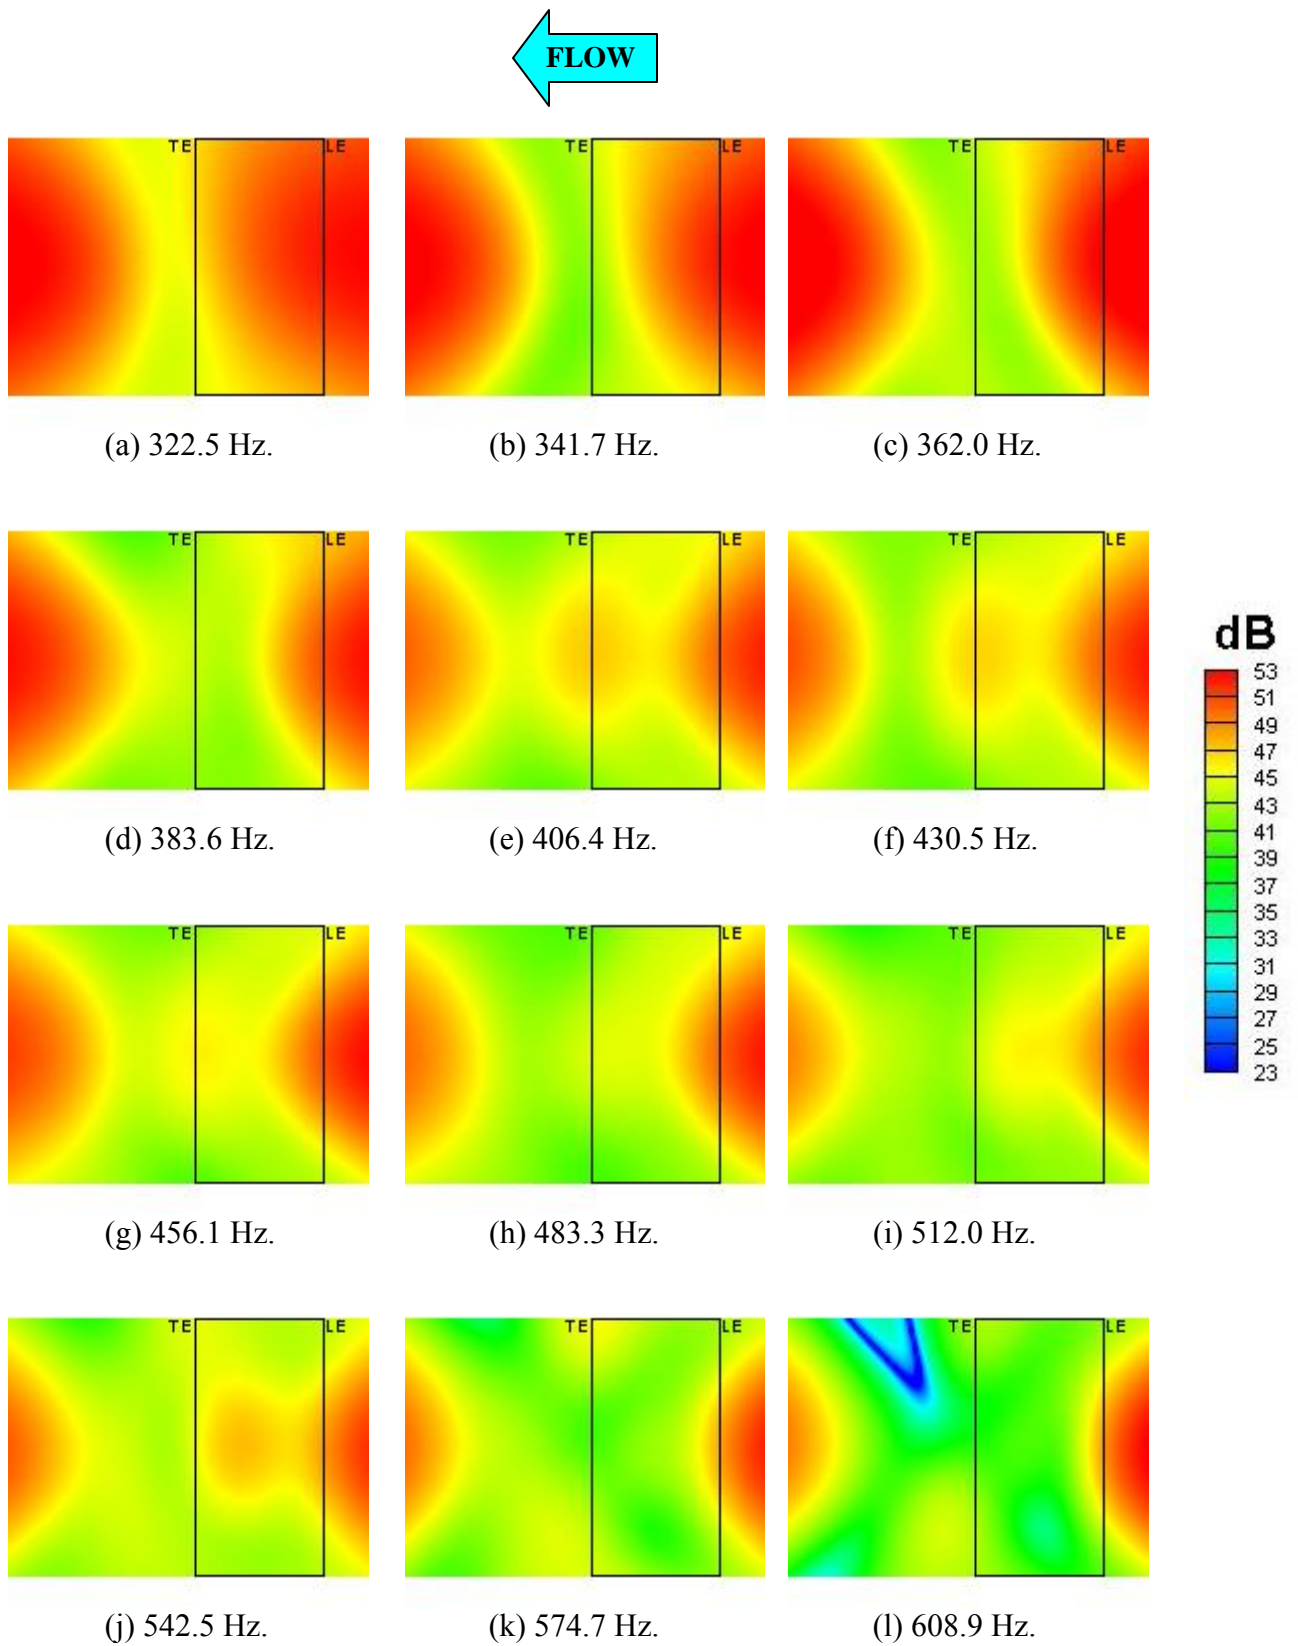 FLOW
TE LE TE LE TE LE
(a) 322.5 Hz. (b) 341.7 Hz. (c) 362.0 Hz.
TE LE TE LE TE LE
(d) 383.6 Hz. (e) 406.4 Hz. (f) 430.5 Hz.
dB
53
51
49
47
45
43
41
39
37
35
33
31
29
27
25
23
TE LE TE LE TE LE
(g) 456.1 Hz. (h) 483.3 Hz. (i) 512.0 Hz.
TE LE TE LE TE LE
(j) 542.5 Hz. (k) 574.7 Hz. (l) 608.9 Hz.